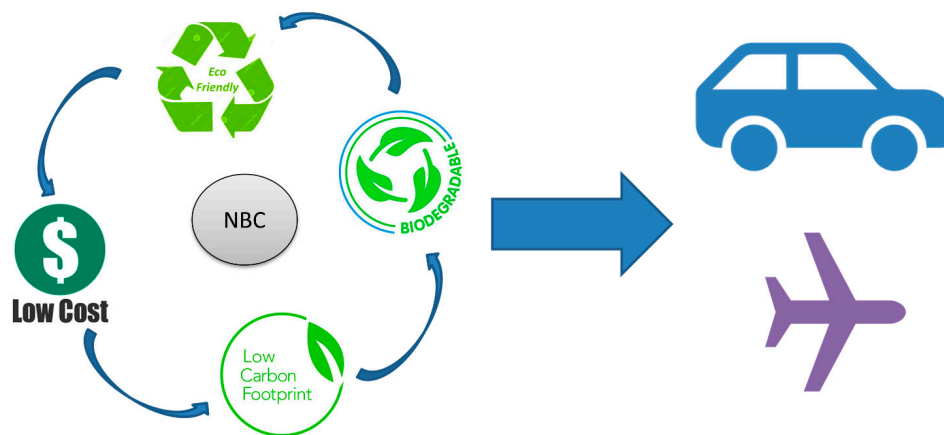 Eco
Friendly
BIODEGRADABLE
NBC
$
Low Cost
Low
Carbon
Footprint